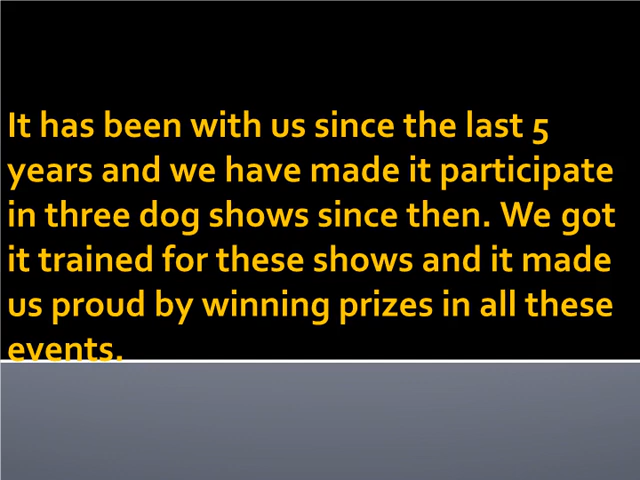 It has been with us since the last 5
years and we have made it participate
in three dog shows since then. We got
it trained for these shows and it made
us proud by winning prizes in all these
events.